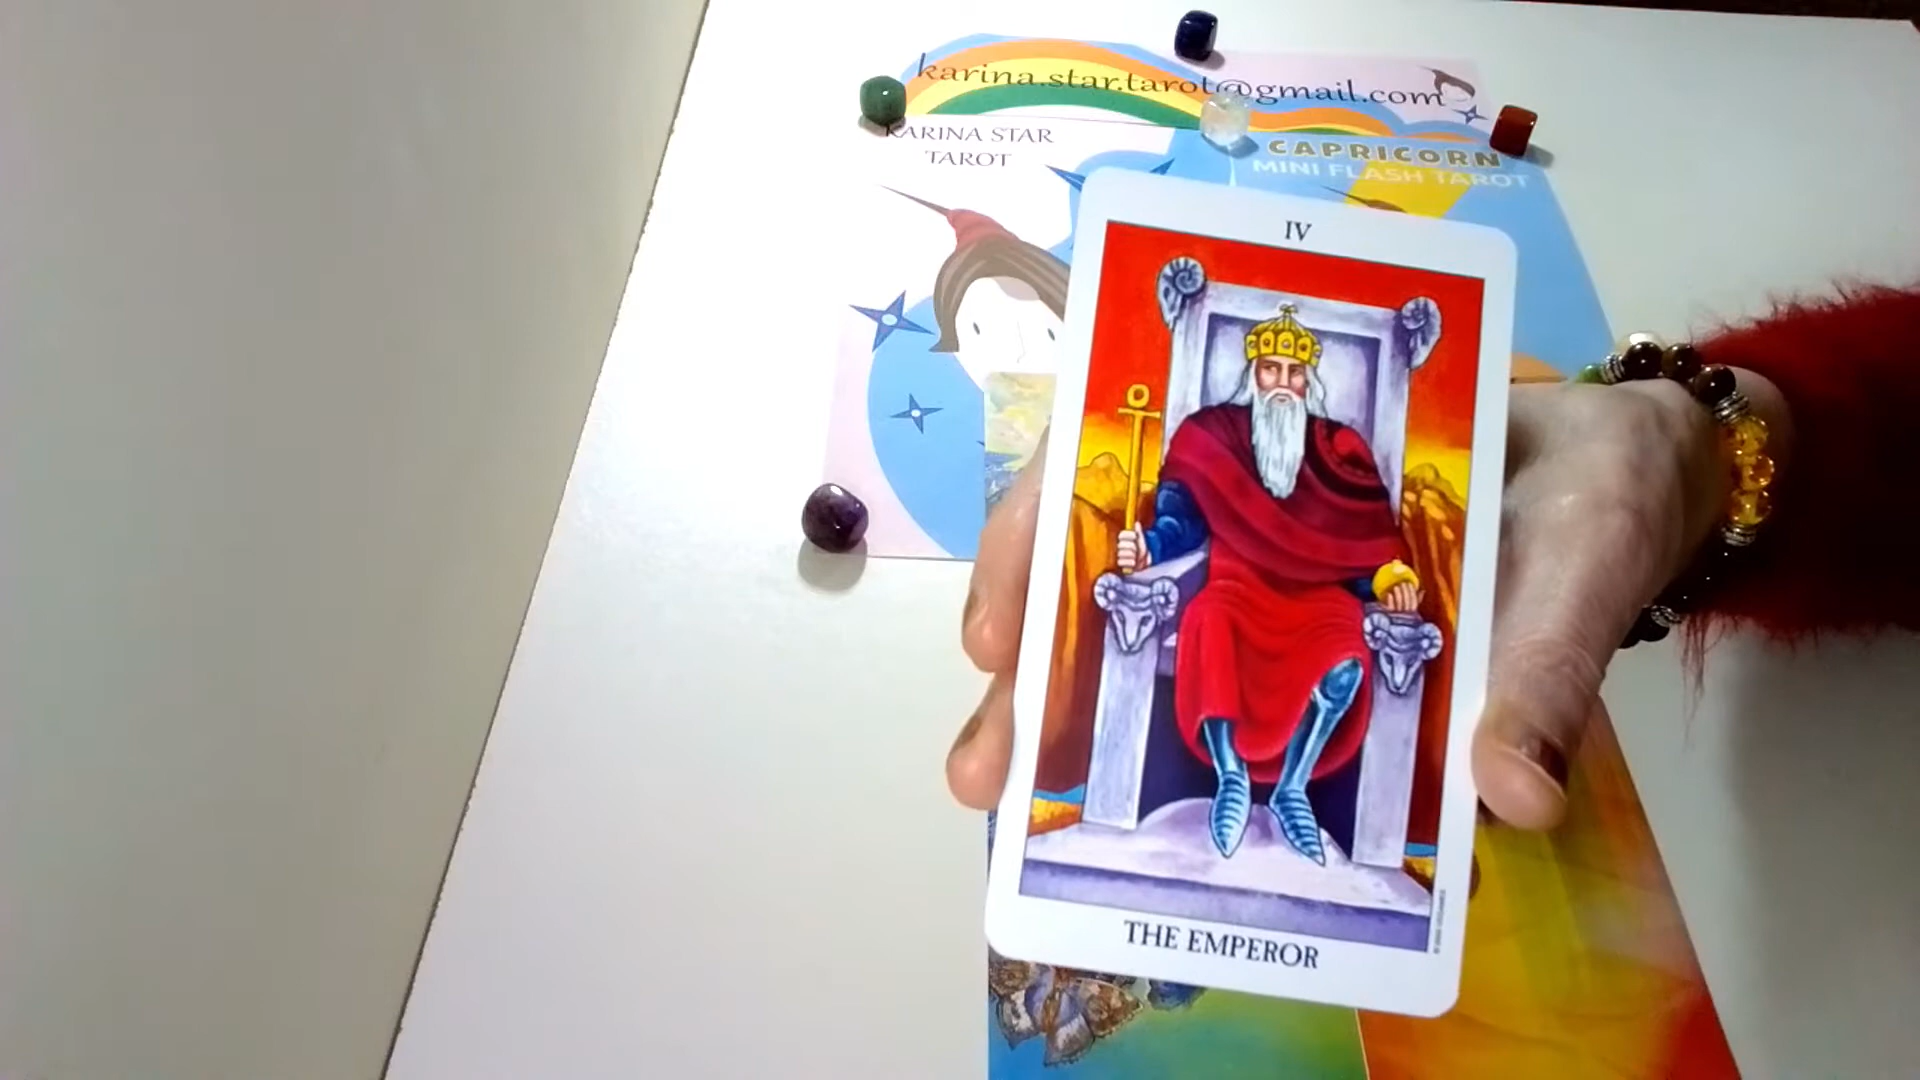 karina.star.tarot@gmail.com
KARINA STAR
TAROT
CAPRICORN
MINI FLASH TAROT
IV
THE EMPEROR